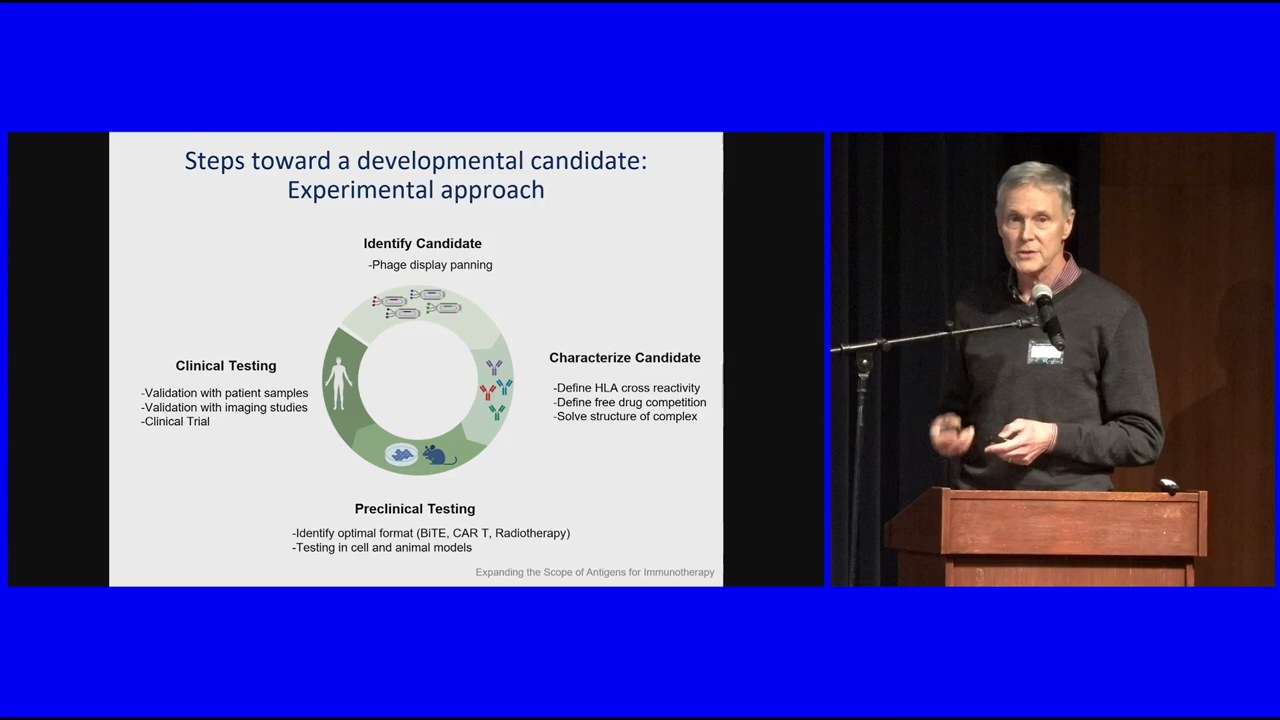 Steps toward a developmental candidate:
Experimental approach
Identify Candidate
-Phage display panning
Characterize Candidate
-Define HLA cross reactivity
-Define free drug competition
-Solve structure of complex
Preclinical Testing
-Identify optimal format (BiTE, CAR T, Radiotherapy)
-Testing in cell and animal models
Clinical Testing
-Validation with patient samples
-Validation with imaging studies
-Clinical Trial
Expanding the Scope of Antigens for Immunotherapy